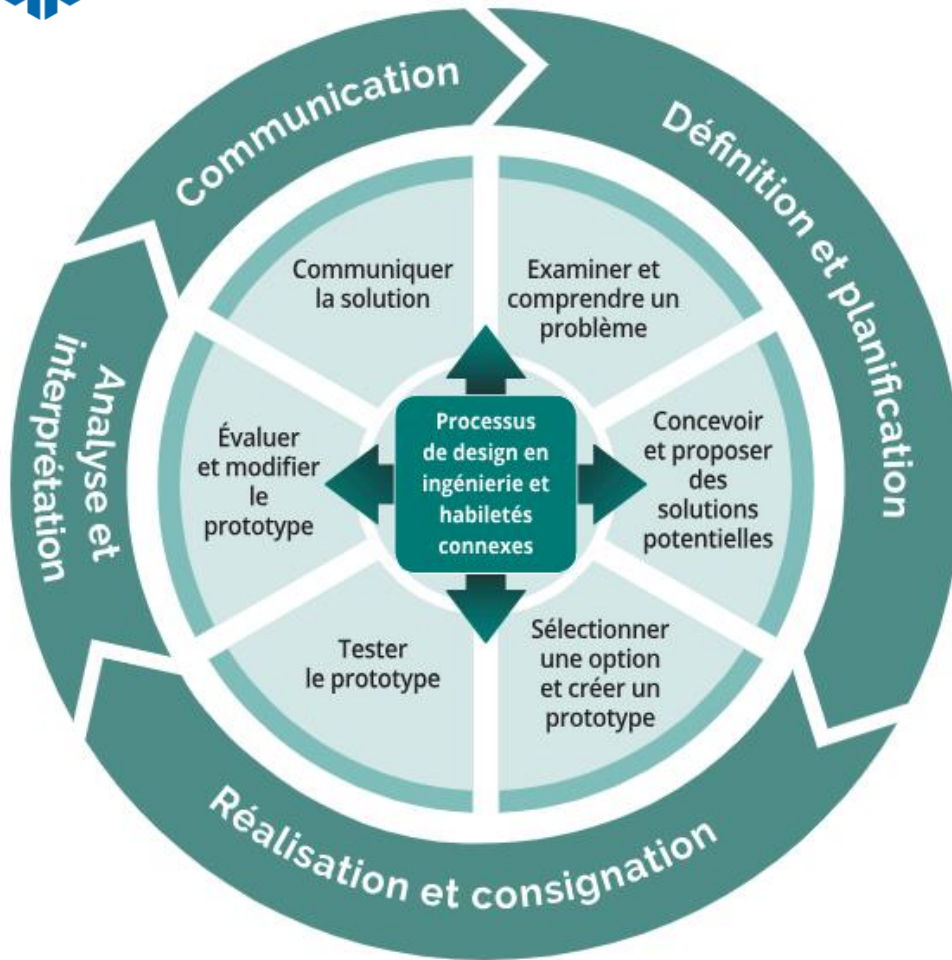 Communication
Définition et planification
Communiquer
la solution
Examiner et
comprendre un
problème
Analyse et
interprétation
Évaluer
et modifier
le
prototype
Processus
de design en
ingénierie et
habiletés
connexes
Concevoir
et proposer
des
solutions
potentielles
Tester
le prototype
Sélectionner
une option
et créer un
prototype
Réalisation et consignation